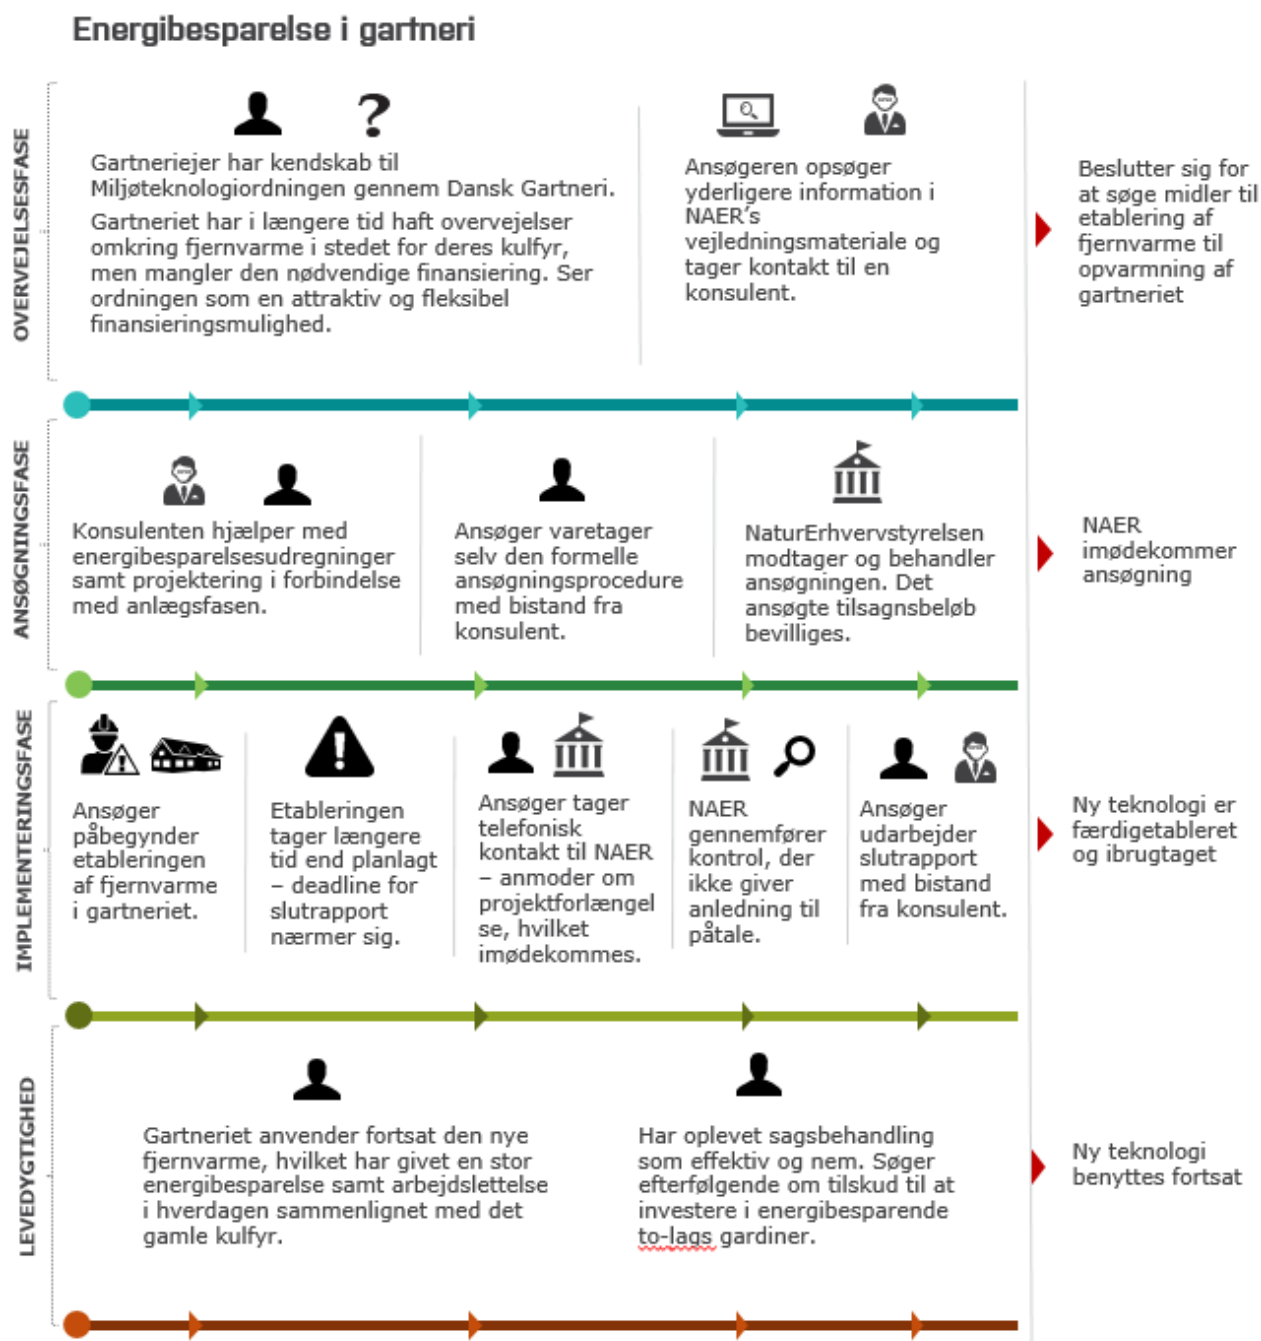 Energibesparelse i gartneri
OVERVEJELSESFASE
Gartneriejer har kendskab til
Miljøteknologiordningen gennem Dansk Gartneri.
Gartneriet har i længere tid haft overvejelser
omkring fjernvarme i stedet for deres kulfyr,
men mangler den nødvendige finansiering. Ser
ordningen som en attraktiv og fleksibel
finansieringsmulighed.
?
Ansøgeren opsøger
yderligere information i
NAER’s
vejledningsmateriale og
tager kontakt til en
konsulent.
Beslutter sig for
at søge midler til
etablering af
fjernvarme til
opvarmning af
gartneriet
ANSØGNINGSFASE
Konsulenten hjælper med
energibesparelsesudregninger
samt projektering i forbindelse
med anlægsfasen.
Ansøger varetager
selv den formelle
ansøgningsprocedure
med bistand fra
konsulent.
NaturErhvervstyrelsen
modtager og behandler
ansøgningen. Det
ansøgte tilsagnsbeløb
bevilliges.
NAER
imødekommer
ansøgning
IMPLEMENTERINGSFASE
Ansøger
påbegynder
etableringen
af fjernvarme
i gartneriet.
Etableringen
tager længere
tid end planlagt
– deadline for
slutrapport
nærmer sig.
Ansøger tager
telefonisk
kontakt til NAER
– anmoder om
projektforlængel
se, hvilket
imødekommes.
NAER
gennemfører
kontrol, der
ikke giver
anledning til
påtale.
Ansøger
udarbejder
slutrapport
med bistand
fra konsulent.
Ny teknologi er
færdigetableret
og ibrugtaget
LEVEDYGTIGHED
Gartneriet anvender fortsat den nye
fjernvarme, hvilket har givet en stor
energibesparelse samt arbejdslettelse
i hverdagen sammenlignet med det
gamle kulfyr.
Har oplevet sagsbehandling
som effektiv og nem. Søger
efterfølgende om tilskud til at
investere i energibesparende
to-lags gardiner.
Ny teknologi
benyttes fortsat